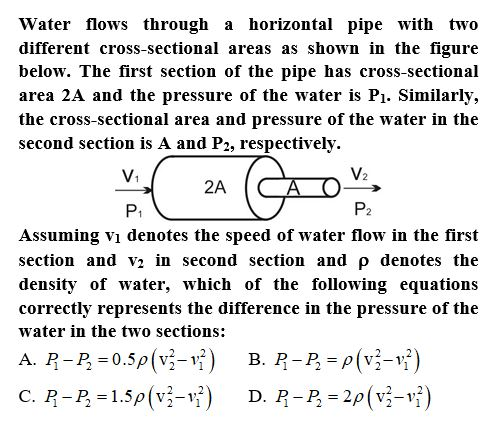 Water flows through a horizontal pipe with two
different cross-sectional areas as shown in the figure
below. The first section of the pipe has cross-sectional
area 2A and the pressure of the water is P₁. Similarly,
the cross-sectional area and pressure of the water in the
second section is A and P₂, respectively.
V₁ 2A A V₂
P₁ P₂
Assuming v₁ denotes the speed of water flow in the first
section and v₂ in second section and ρ denotes the
density of water, which of the following equations
correctly represents the difference in the pressure of the
water in the two sections:
A. P₁ − P₂ = 0.5ρ(v₂² − v₁²) B. P₁ − P₂ = ρ(v₂² − v₁²)
C. P₁ − P₂ = 1.5ρ(v₂² − v₁²) D. P₁ − P₂ = 2ρ(v₂² − v₁²)